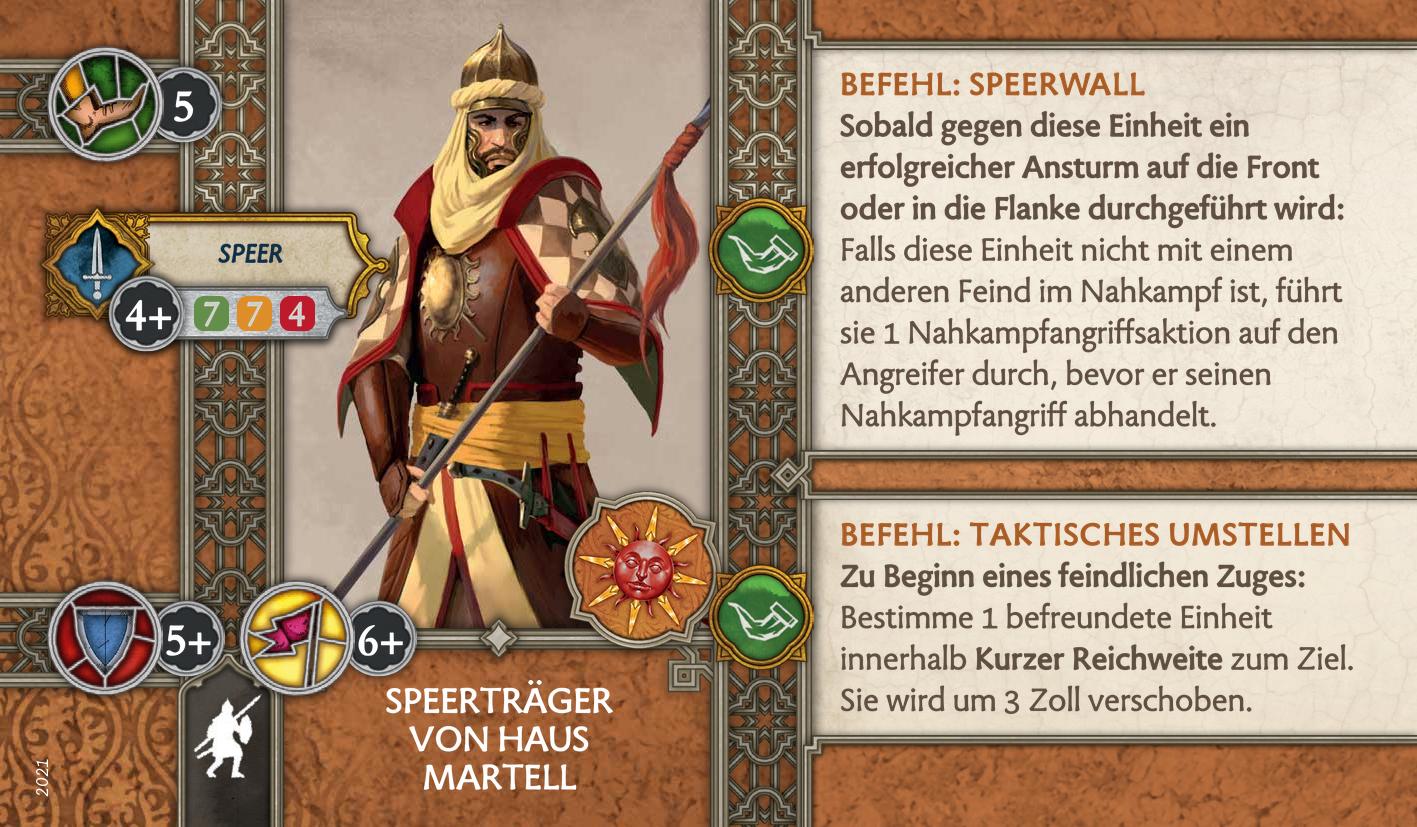 5
SPEER
4+ 7 7 4
5+ 6+
SPEERTRÄGER
VON HAUS
MARTELL
2021
BEFEHL: SPEERWALL
Sobald gegen diese Einheit ein
erfolgreicher Ansturm auf die Front
oder in die Flanke durchgeführt wird:
Falls diese Einheit nicht mit einem
anderen Feind im Nahkampf ist, führt
sie 1 Nahkampfangriffsaktion auf den
Angreifer durch, bevor er seinen
Nahkampfangriff abhandelt.
BEFEHL: TAKTISCHES UMSTELLEN
Zu Beginn eines feindlichen Zuges:
Bestimme 1 befreundete Einheit
innerhalb Kurzer Reichweite zum Ziel.
Sie wird um 3 Zoll verschoben.